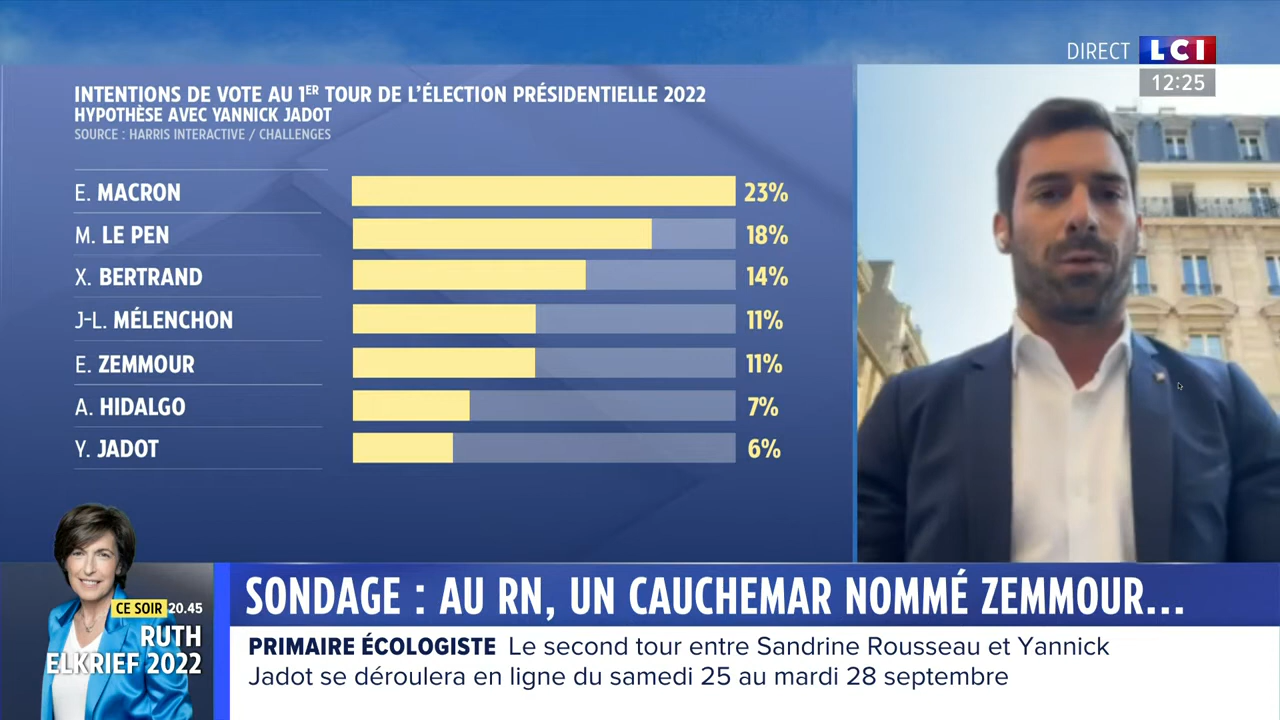 DIRECT LCI
12:25
INTENTIONS DE VOTE AU 1ER TOUR DE L'ÉLECTION PRÉSIDENTIELLE 2022
HYPOTHÈSE AVEC YANNICK JADOT
SOURCE : HARRIS INTERACTIVE / CHALLENGES
E. MACRON 23%
M. LE PEN 18%
X. BERTRAND 14%
J-L. MÉLENCHON 11%
E. ZEMMOUR 11%
A. HIDALGO 7%
Y. JADOT 6%
CE SOIR 20.45
RUTH
ELKRIEF 2022
SONDAGE : AU RN, UN CAUCHEMAR NOMMÉ ZEMMOUR...
PRIMAIRE ÉCOLOGISTE Le second tour entre Sandrine Rousseau et Yannick
Jadot se déroulera en ligne du samedi 25 au mardi 28 septembre